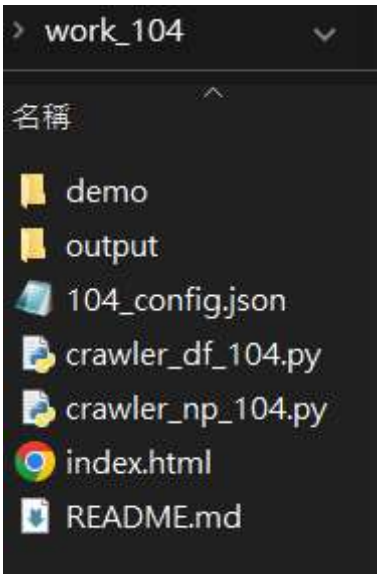 work_104
名稱
demo
output
104_config.json
crawler_df_104.py
crawler_np_104.py
index.html
README.md